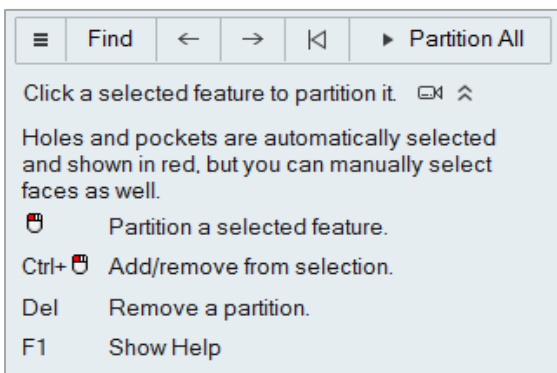 Find Partition All
Click a selected feature to partition it.
Holes and pockets are automatically selected
and shown in red, but you can manually select
faces as well.
Partition a selected feature.
Ctrl+ Add/remove from selection.
Del Remove a partition.
F1 Show Help